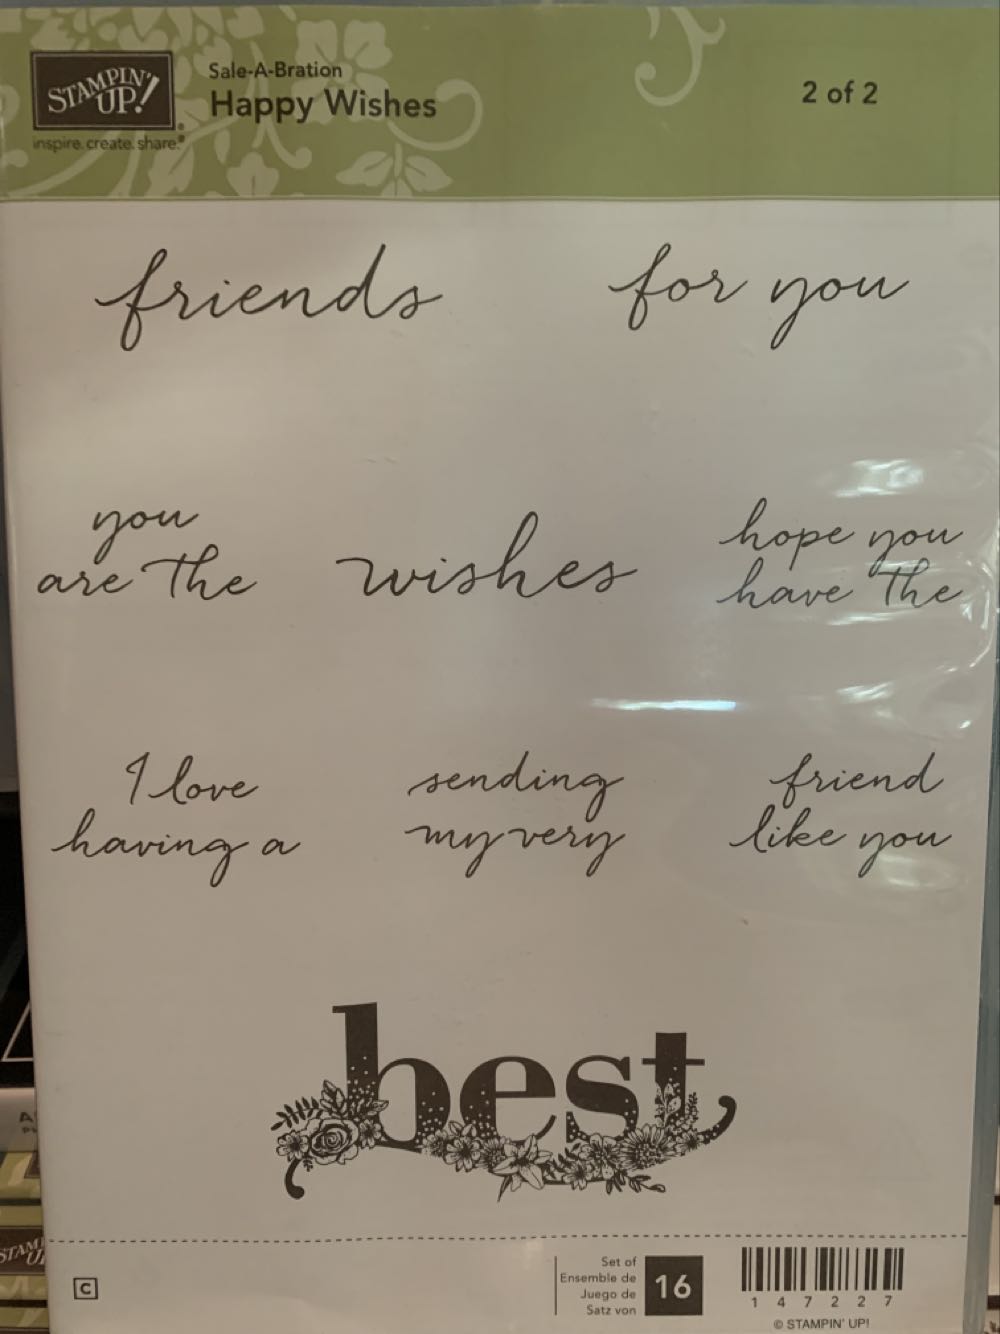 STAMPIN' UP!
inspire. create. share.®
Sale-A-Bration
Happy Wishes
2 of 2
friends
for you
you
are the
wishes
hope you
have the
I love
having a
sending
my very
friend
like you
best
C
Set of
Ensemble de
Juego de
Satz von
16
1 4 7 2 2 7
© STAMPIN' UP!